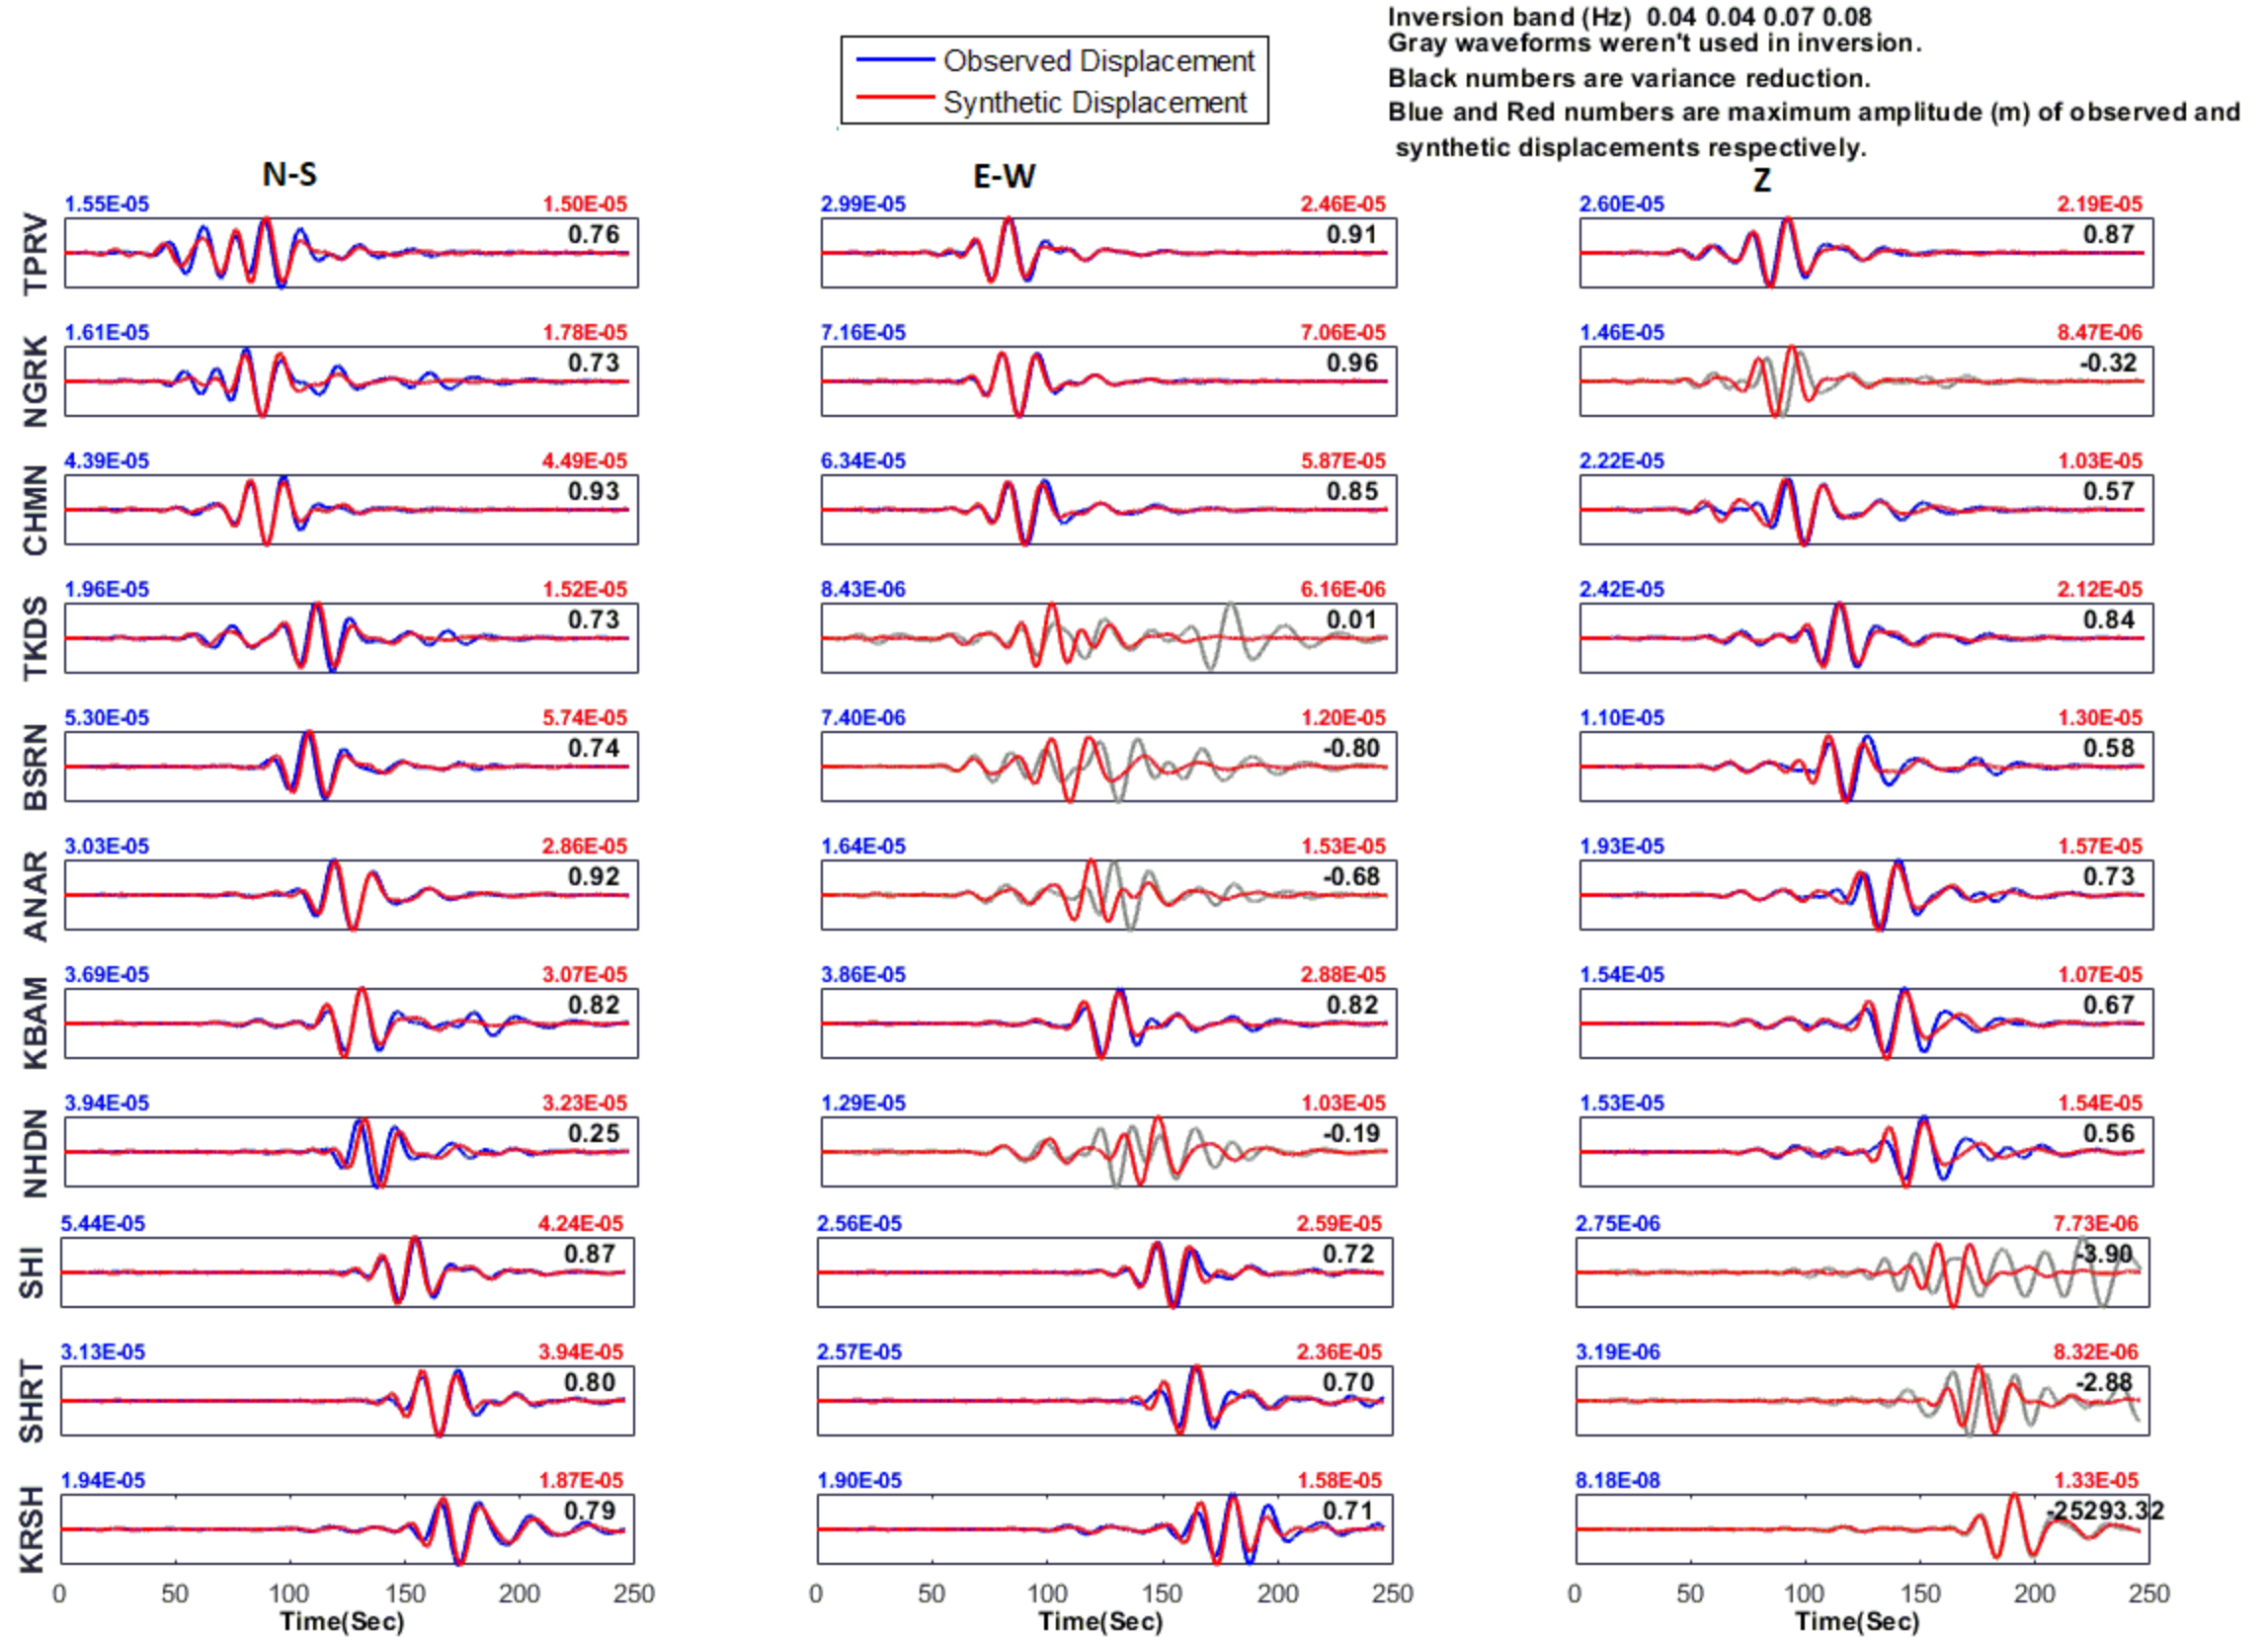 Inversion band (Hz) 0.04 0.04 0.07 0.08
Gray waveforms weren't used in inversion.
Black numbers are variance reduction.
Blue and Red numbers are maximum amplitude (m) of observed and
synthetic displacements respectively.
Observed Displacement
Synthetic Displacement
N-S E-W Z
1.55E-05 1.50E-05 2.99E-05 2.46E-05 2.60E-05 2.19E-05
TPRV 0.76 0.91 0.87
1.61E-05 1.78E-05 7.16E-05 7.06E-05 1.46E-05 8.47E-06
NGRK 0.73 0.96 -0.32
4.39E-05 4.49E-05 6.34E-05 5.87E-05 2.22E-05 1.03E-05
CHMN 0.93 0.85 0.57
1.96E-05 1.52E-05 8.43E-06 6.16E-06 2.42E-05 2.12E-05
TKDS 0.73 0.01 0.84
5.30E-05 5.74E-05 7.40E-06 1.20E-05 1.10E-05 1.30E-05
BSRN 0.74 -0.80 0.58
3.03E-05 2.86E-05 1.64E-05 1.53E-05 1.93E-05 1.57E-05
ANAR 0.92 -0.68 0.73
3.69E-05 3.07E-05 3.86E-05 2.88E-05 1.54E-05 1.07E-05
KBAM 0.82 0.82 0.67
3.94E-05 3.23E-05 1.29E-05 1.03E-05 1.53E-05 1.54E-05
NHDN 0.25 -0.19 0.56
5.44E-05 4.24E-05 2.56E-05 2.59E-05 2.75E-06 7.73E-06
SHI 0.87 0.72 -3.90
3.13E-05 3.94E-05 2.57E-05 2.36E-05 3.19E-06 8.32E-06
SHRT 0.80 0.70 -2.88
1.94E-05 1.87E-05 1.90E-05 1.58E-05 8.18E-08 1.33E-05
KRSH 0.79 0.71 -25293.32
0 50 100 150 200 250 0 50 100 150 200 250 0 50 100 150 200 250
Time(Sec) Time(Sec) Time(Sec)